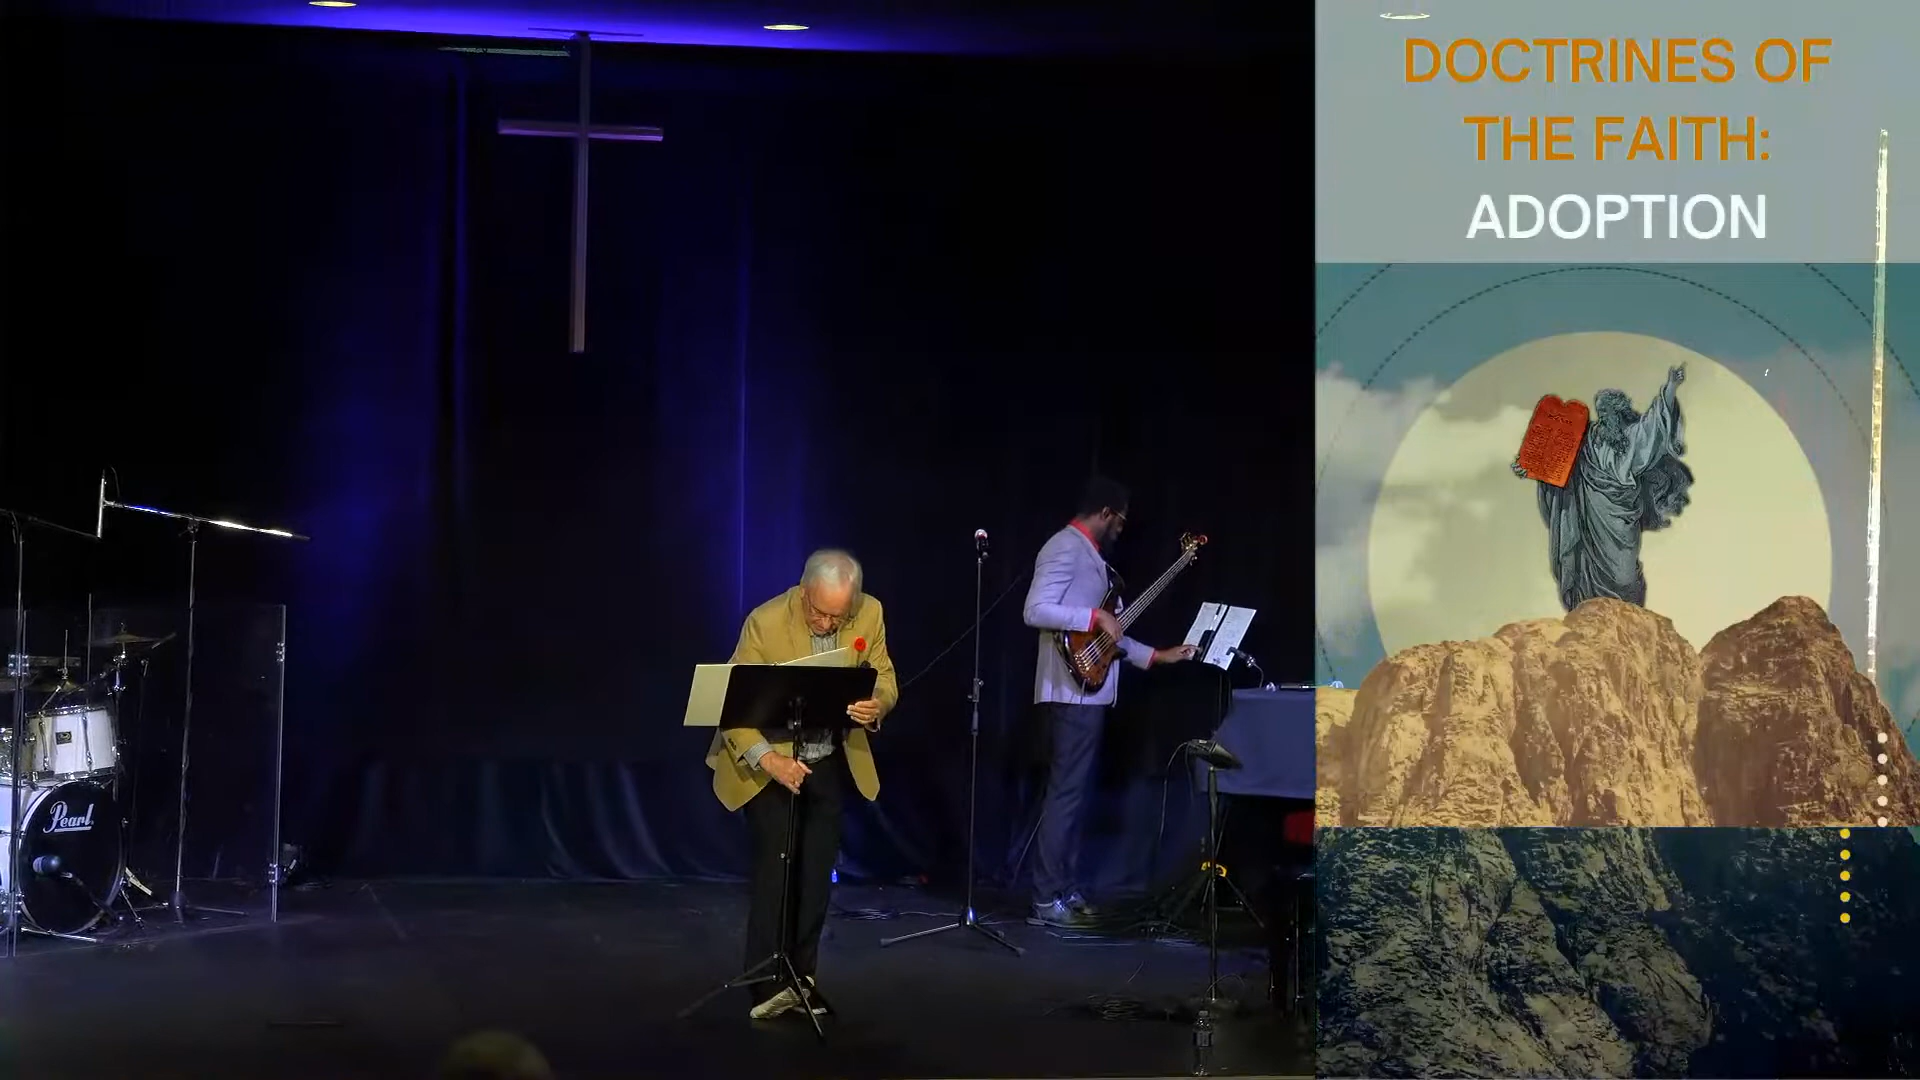 DOCTRINES OF
THE FAITH:
ADOPTION
Pearl